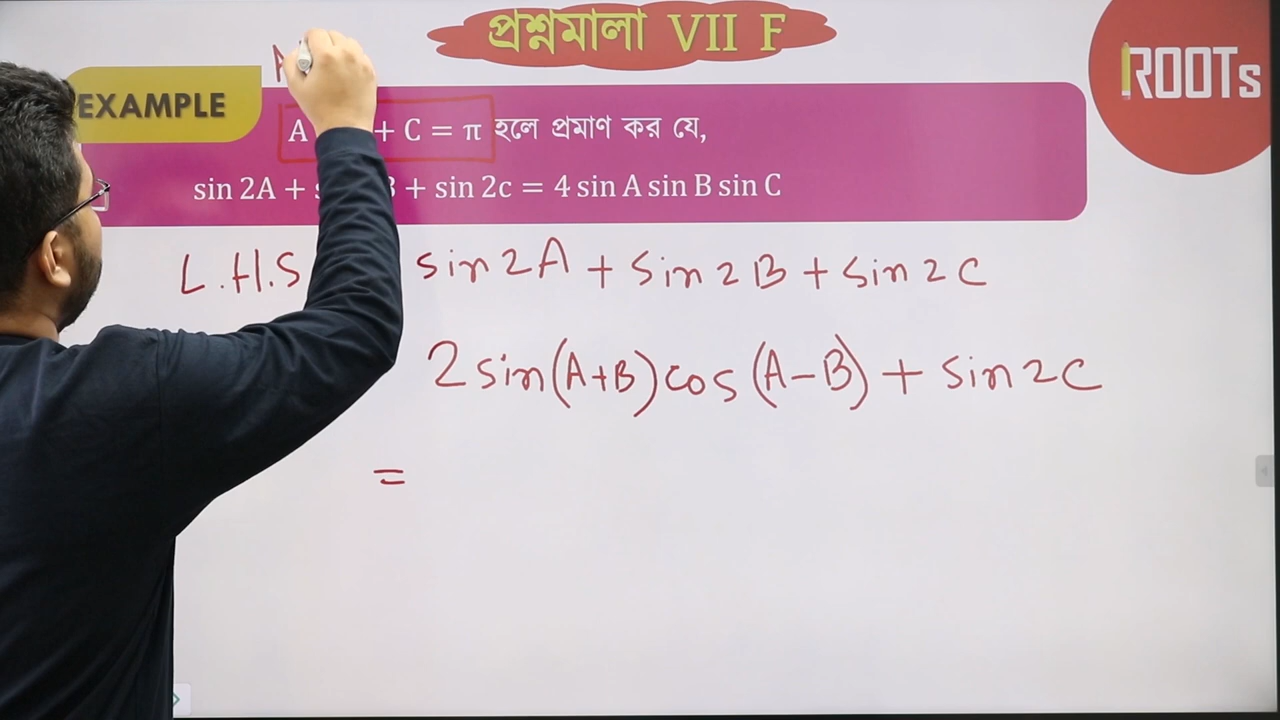 প্রশ্নমালা VII F
ROOTs
EXAMPLE
A + C = π হলে প্রমাণ কর যে,
sin 2A + + sin 2c = 4 sin A sin B sin C
L.H.S sin 2A + sin 2B + sin 2C
2 sin(A+B) cos (A−B) + sin 2C
=